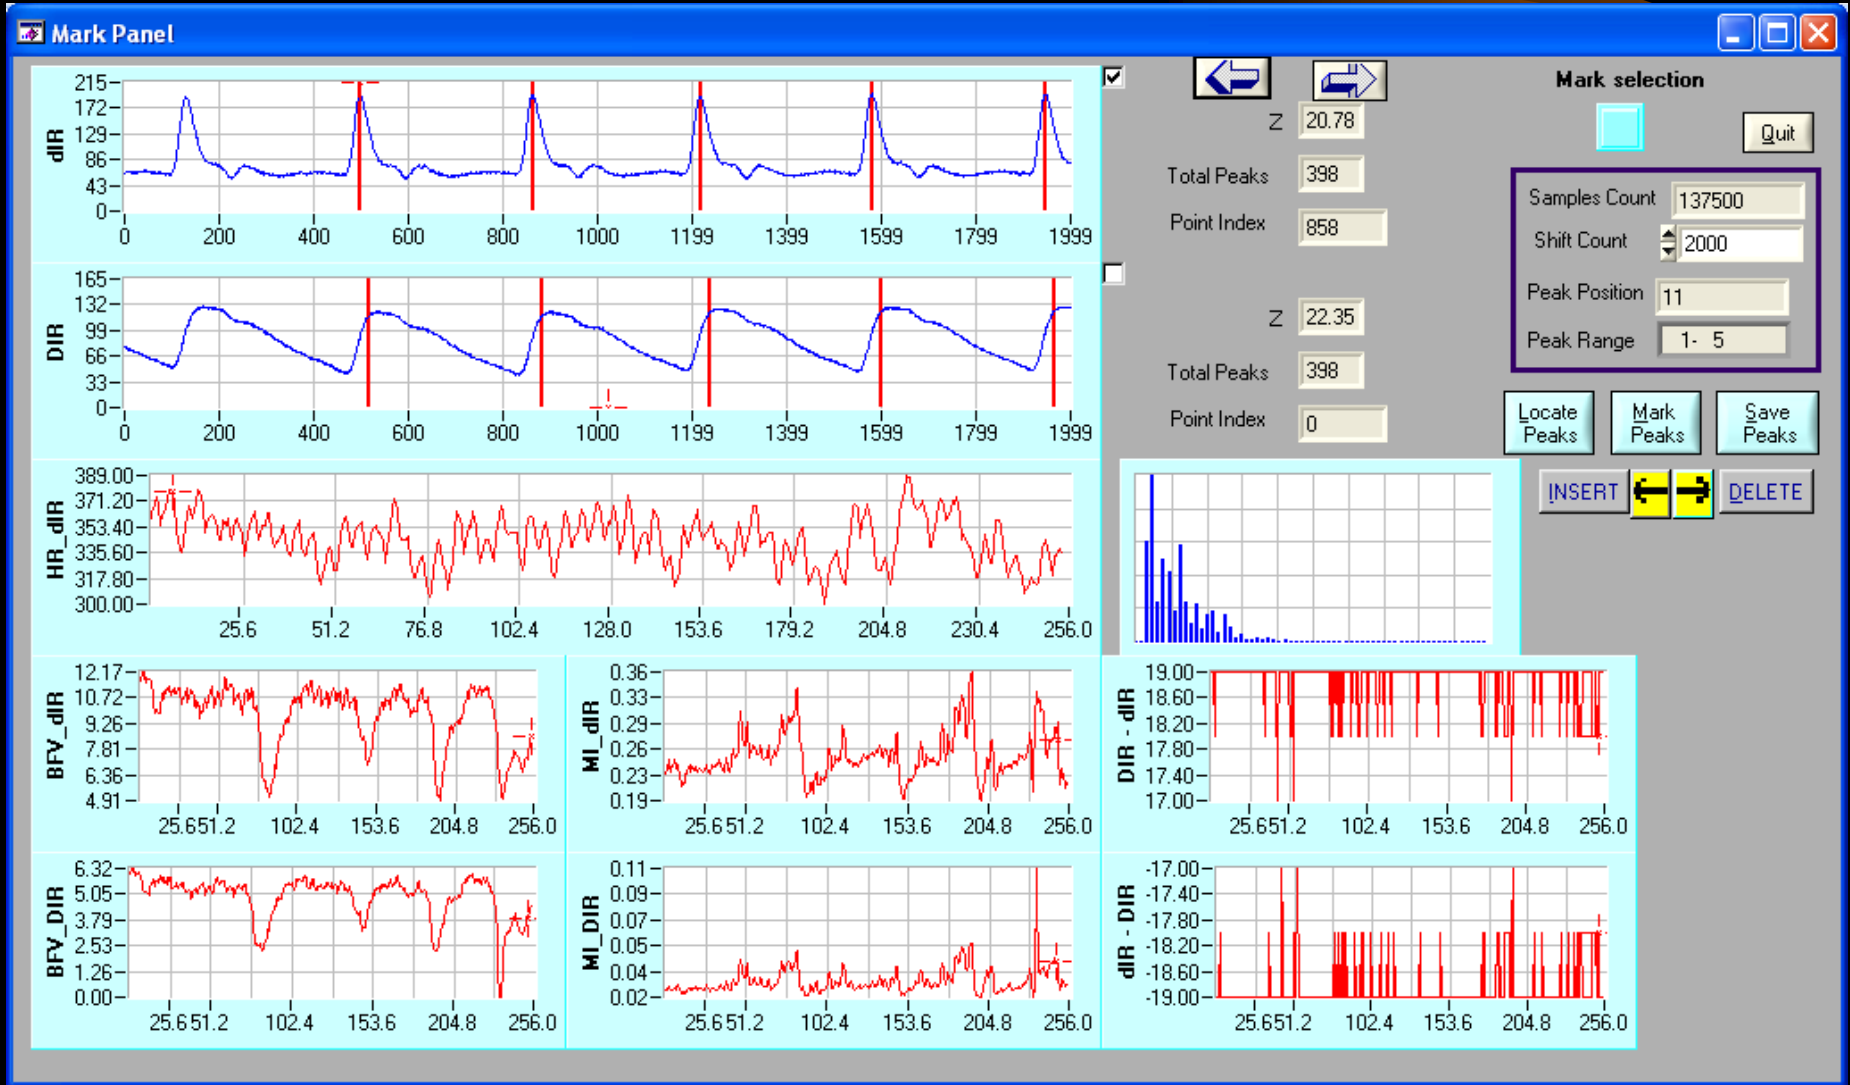 Mark Panel
dIR
215
172
129
86
43
0
0 200 400 600 800 1000 1199 1399 1599 1799 1999
Z 20.78
Total Peaks 398
Point Index 858
Mark selection
Quit
Samples Count 137500
Shift Count 2000
Peak Position 11
Peak Range 1- 5
DIR
165
132
99
66
33
0
0 200 400 600 800 1000 1199 1399 1599 1799 1999
Z 22.35
Total Peaks 398
Point Index 0
Locate Peaks
Mark Peaks
Save Peaks
INSERT
DELETE
HR_dIR
389.00
371.20
353.40
335.60
317.80
300.00
25.6 51.2 76.8 102.4 128.0 153.6 179.2 204.8 230.4 256.0
BFV_dIR
12.17
10.72
9.26
7.81
6.36
4.91
25.6 51.2 102.4 153.6 204.8 256.0
MI_dIR
0.36
0.33
0.29
0.26
0.23
0.19
25.6 51.2 102.4 153.6 204.8 256.0
DIR - dIR
19.00
18.60
18.20
17.80
17.40
17.00
25.6 51.2 102.4 153.6 204.8 256.0
BFV_DIR
6.32
5.05
3.79
2.53
1.26
0.00
25.6 51.2 102.4 153.6 204.8 256.0
MI_DIR
0.11
0.09
0.07
0.05
0.04
0.02
25.6 51.2 102.4 153.6 204.8 256.0
dIR - DIR
-17.00
-17.40
-17.80
-18.20
-18.60
-19.00
25.6 51.2 102.4 153.6 204.8 256.0